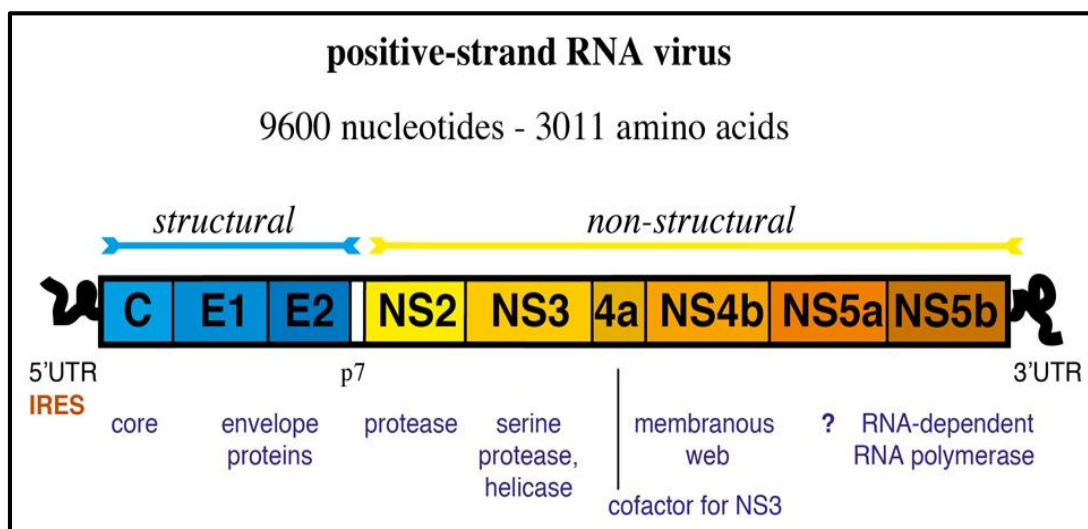 positive-strand RNA virus
9600 nucleotides - 3011 amino acids
structural non-structural
C E1 E2 NS2 NS3 4a NS4b NS5a NS5b
5'UTR p7 3'UTR
IRES
core envelope proteins protease serine protease, helicase membranous web ? RNA-dependent RNA polymerase
cofactor for NS3